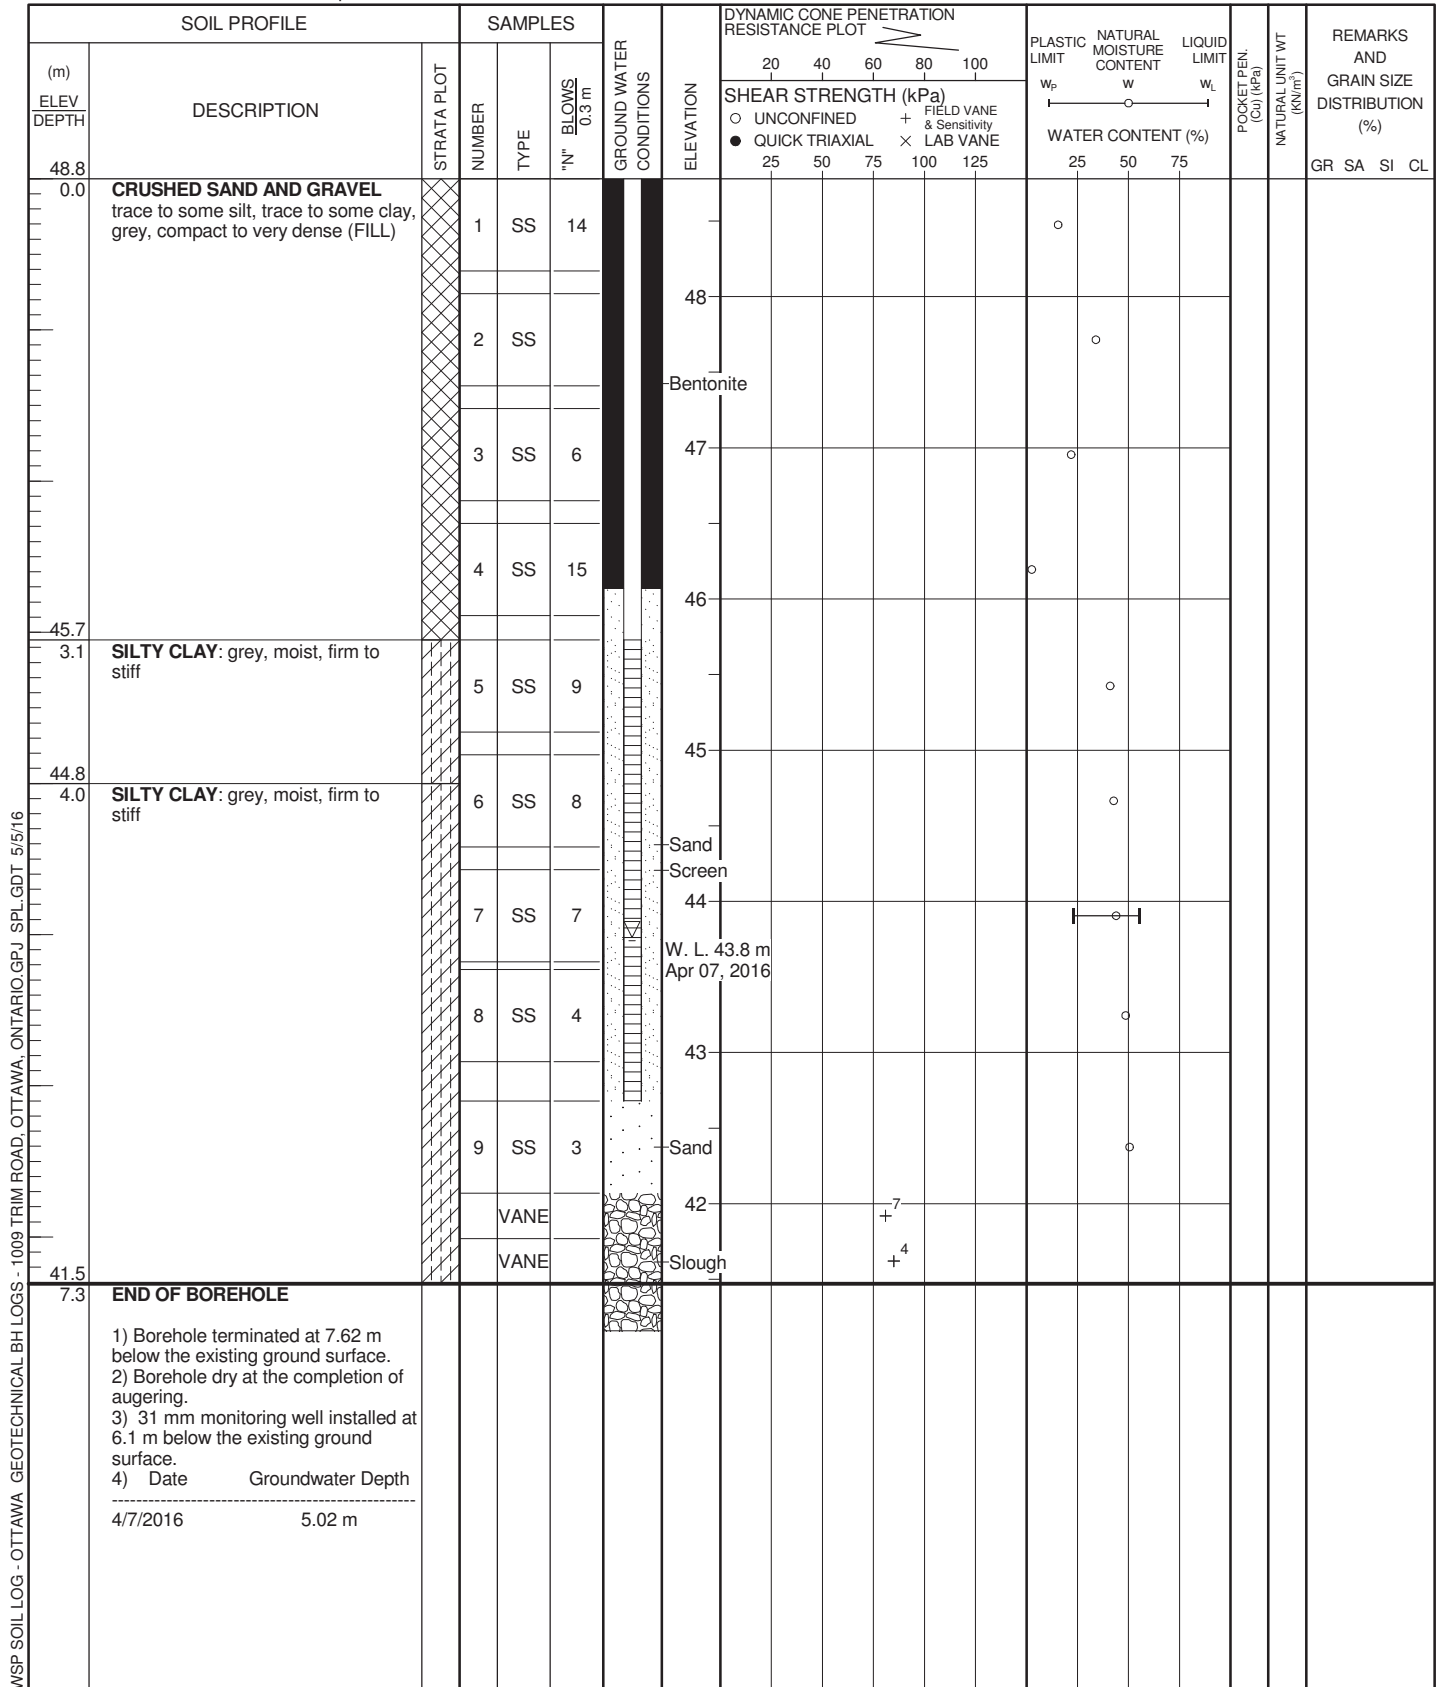 SOIL PROFILE
SAMPLES
GROUND WATER
CONDITIONS
ELEVATION
DYNAMIC CONE PENETRATION
RESISTANCE PLOT
20 40 60 80 100
SHEAR STRENGTH (kPa)
UNCONFINED
+ FIELD VANE
& Sensitivity
QUICK TRIAXIAL
× LAB VANE
25 50 75 100 125
PLASTIC
LIMIT
NATURAL
MOISTURE
CONTENT
LIQUID
LIMIT
WP W WL
WATER CONTENT (%)
25 50 75
POCKET PEN.
(Cu) (kPa)
NATURAL UNIT WT
(KN/m³)
REMARKS
AND
GRAIN SIZE
DISTRIBUTION
(%)
GR SA SI CL
(m)
ELEV
DEPTH
DESCRIPTION
STRATA PLOT
NUMBER
TYPE
"N" BLOWS
0.3 m
48.8
0.0 CRUSHED SAND AND GRAVEL
trace to some silt, trace to some clay,
grey, compact to very dense (FILL)
1 SS 14
48
2 SS
Bentonite
47
3 SS 6
4 SS 15
46
45.7
3.1 SILTY CLAY: grey, moist, firm to
stiff
5 SS 9
45
44.8
4.0 SILTY CLAY: grey, moist, firm to
stiff
6 SS 8
Sand
Screen
44
7 SS 7
W. L. 43.8 m
Apr 07, 2016
8 SS 4
43
9 SS 3
Sand
42
VANE
7
VANE
4
Slough
41.5
7.3 END OF BOREHOLE
1) Borehole terminated at 7.62 m
below the existing ground surface.
2) Borehole dry at the completion of
augering.
3) 31 mm monitoring well installed at
6.1 m below the existing ground
surface.
4) Date Groundwater Depth
--------------------------------------------------
4/7/2016 5.02 m
WSP SOIL LOG - OTTAWA GEOTECHNICAL BH LOGS - 1009 TRIM ROAD, OTTAWA, ONTARIO.GPJ SPL.GDT 5/5/16